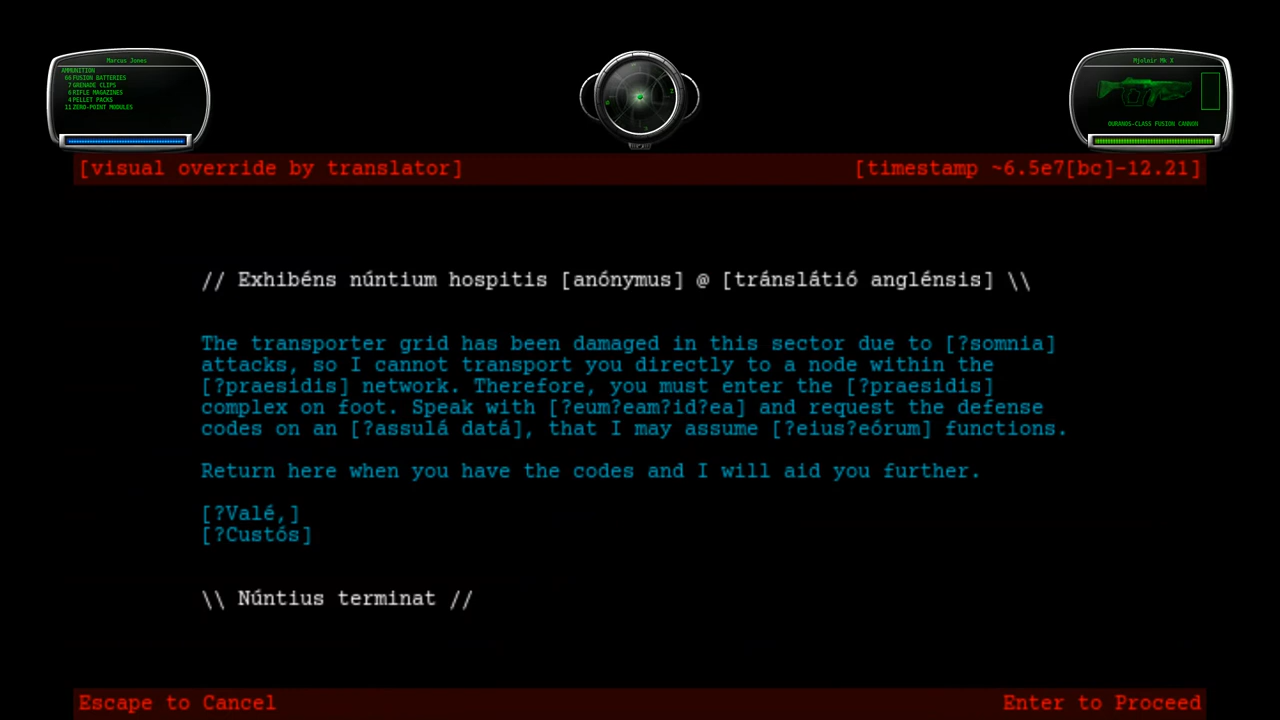 Marcus Jones
AMMUNITION
60 FUSION BATTERIES
7 GRENADE CLIPS
6 RIFLE MAGAZINES
4 PELLET PACKS
11 ZERO-POINT MODULES
Mjolnir Mk X
OURANOS-CLASS FUSION CANNON
[visual override by translator]
[timestamp ~6.5e7[bc]-12.21]
// Exhibéns núntium hospitis [anónymus] @ [tránslátió anglénsis] \\
The transporter grid has been damaged in this sector due to [?somnia]
attacks, so I cannot transport you directly to a node within the
[?praesidis] network. Therefore, you must enter the [?praesidis]
complex on foot. Speak with [?eum?eam?id?ea] and request the defense
codes on an [?assulá datá], that I may assume [?eius?eórum] functions.
Return here when you have the codes and I will aid you further.
[?Valé,]
[?Custós]
\\ Núntius terminat //
Escape to Cancel
Enter to Proceed